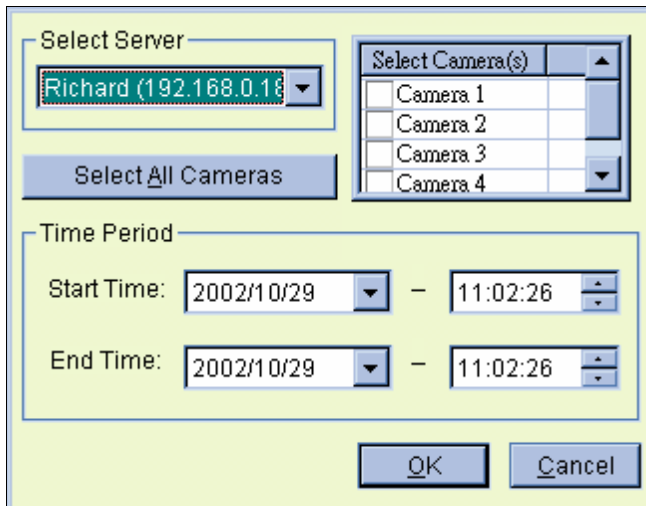 Select Server
Richard (192.168.0.18
Select All Cameras
Select Camera(s)
Camera 1
Camera 2
Camera 3
Camera 4
Time Period
Start Time: 2002/10/29 – 11:02:26
End Time: 2002/10/29 – 11:02:26
OK Cancel